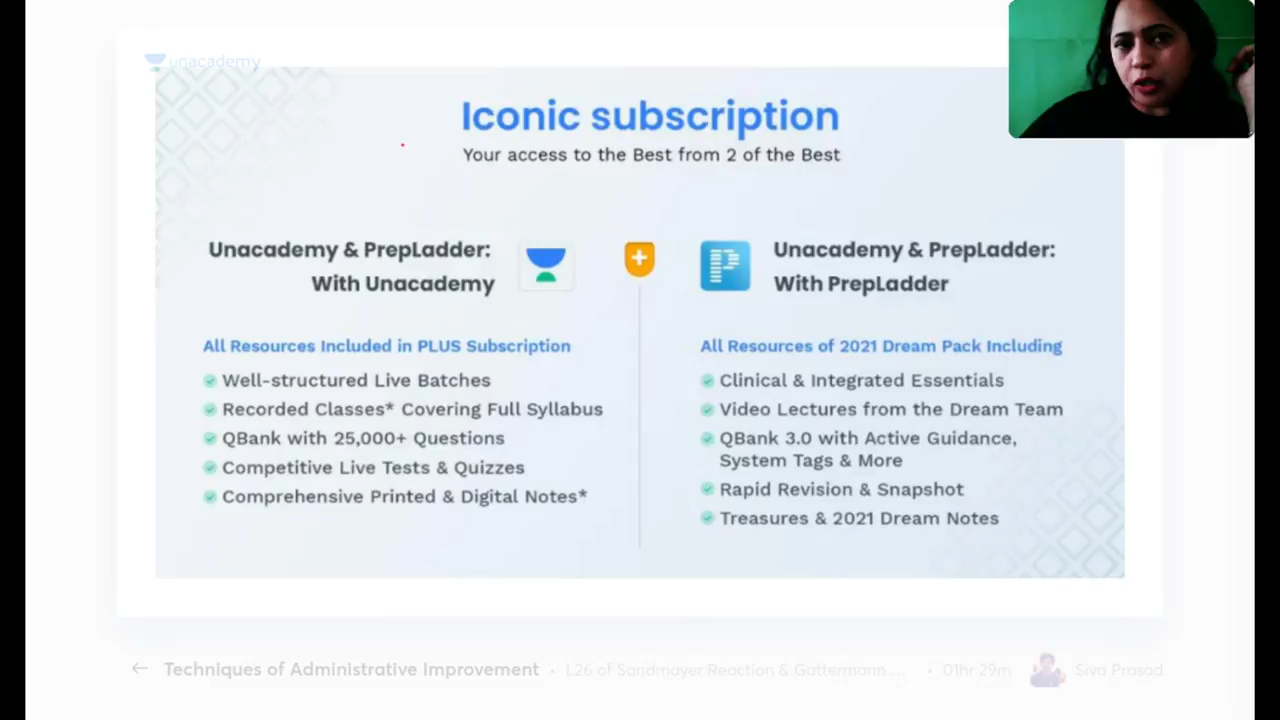 unacademy
Iconic subscription
Your access to the Best from 2 of the Best
Unacademy & PrepLadder:
With Unacademy
All Resources Included in PLUS Subscription
Well-structured Live Batches
Recorded Classes* Covering Full Syllabus
QBank with 25,000+ Questions
Competitive Live Tests & Quizzes
Comprehensive Printed & Digital Notes*
Unacademy & PrepLadder:
With PrepLadder
All Resources of 2021 Dream Pack Including
Clinical & Integrated Essentials
Video Lectures from the Dream Team
QBank 3.0 with Active Guidance,
System Tags & More
Rapid Revision & Snapshot
Treasures & 2021 Dream Notes
Techniques of Administrative Improvement • L26 of Sandmayer Reaction & Gattermann ... • 01hr 29m Siva Prasad